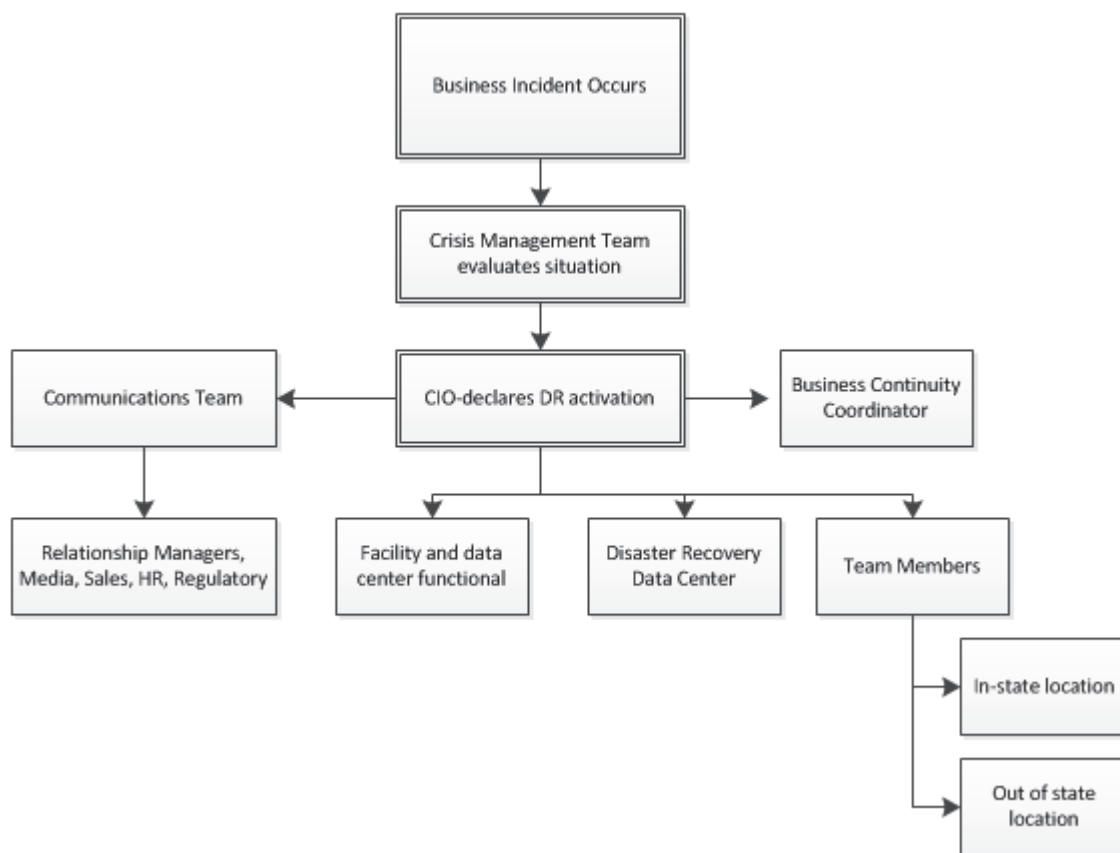 Business Incident Occurs
Crisis Management Team
evaluates situation
Communications Team
CIO-declares DR activation
Business Continuity
Coordinator
Relationship Managers,
Media, Sales, HR, Regulatory
Facility and data
center functional
Disaster Recovery
Data Center
Team Members
In-state location
Out of state
location